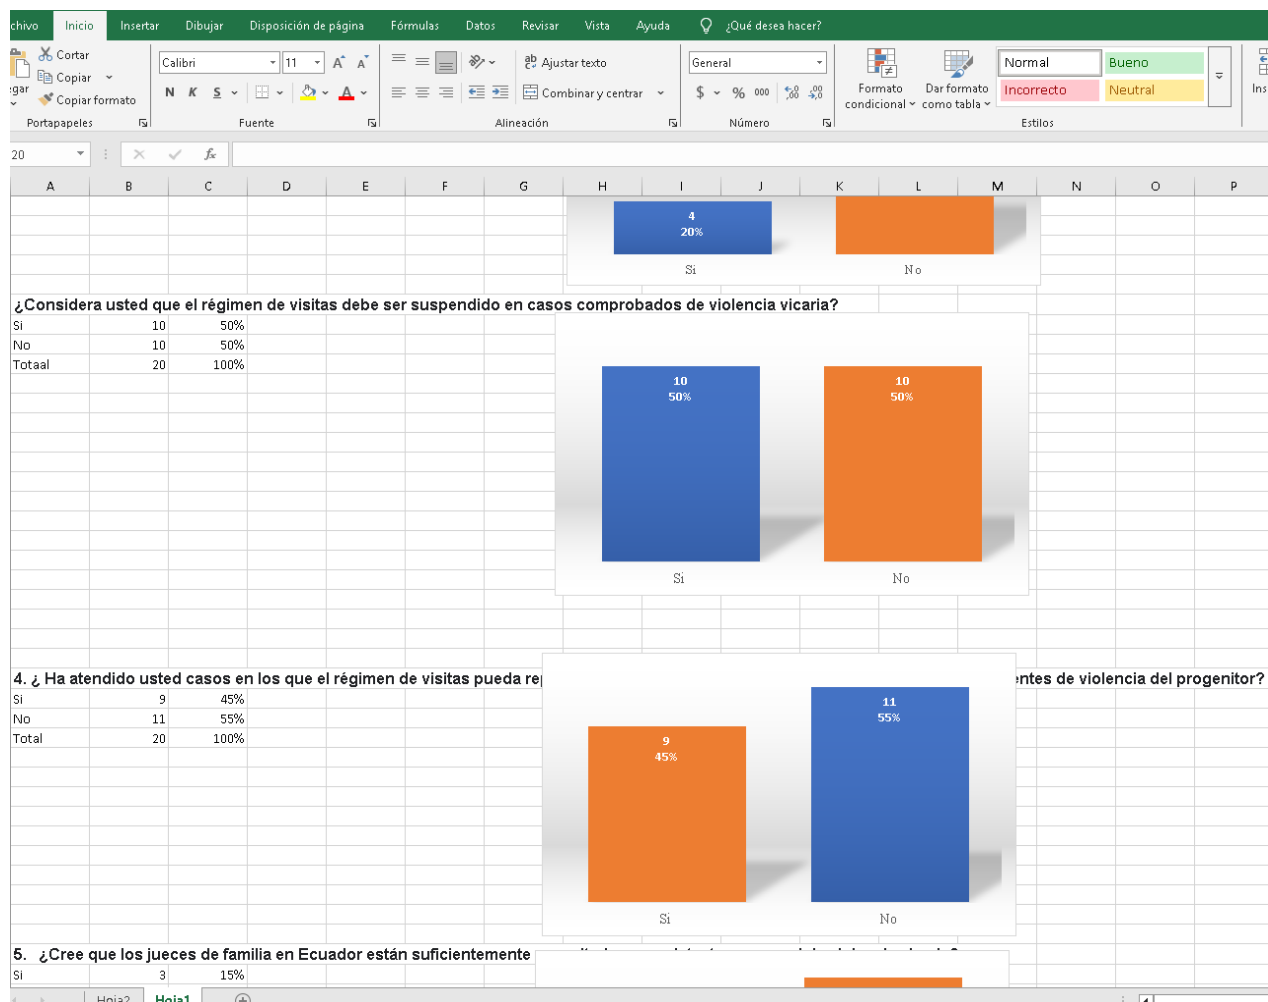 chivo Inicio Insertar Dibujar Disposición de página Fórmulas Datos Revisar Vista Ayuda ¿Qué desea hacer?
Cortar
Copiar
Copiar formato
gar
Portapapeles
Calibri 11 A A
N K S A
Fuente
ab Ajustar texto
Combinar y centrar
Alineación
General
$ % 000 ,00
Número
Formato condicional
Dar formato como tabla
Normal Bueno
Incorrecto Neutral
Estilos
Ins
20 fx
A B C D E F G H I J K L M N O P
4
20%
Si No
¿Considera usted que el régimen de visitas debe ser suspendido en casos comprobados de violencia vicaria?
Si 10 50%
No 10 50%
Totaal 20 100%
10 10
50% 50%
Si No
4. ¿ Ha atendido usted casos en los que el régimen de visitas pueda rep entes de violencia del progenitor?
Si 9 45%
No 11 55%
Total 20 100%
11
55%
9
45%
Si No
5. ¿Cree que los jueces de familia en Ecuador están suficientemente
Si 3 15%
Hoja2 Hoja1